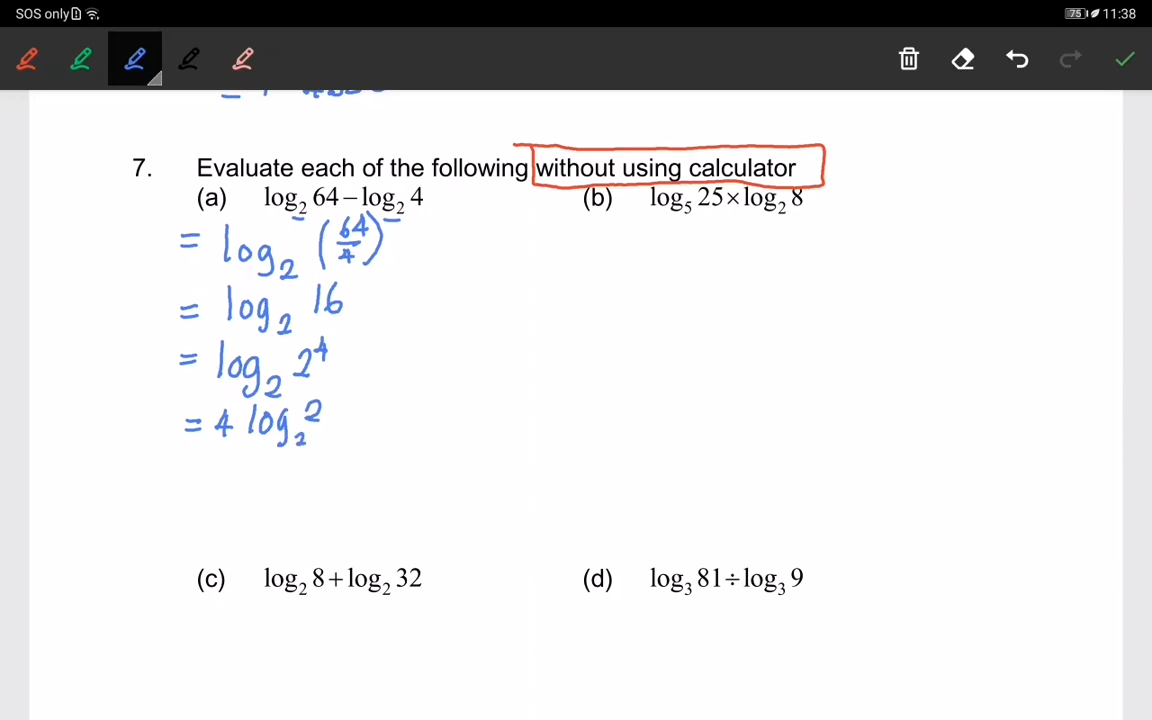 SOS only 75 11:38
7. Evaluate each of the following without using calculator
(a) log₂ 64 − log₂ 4 (b) log₅ 25 × log₂ 8
= log₂ (64/4)
= log₂ 16
= log₂ 2⁴
= 4 log₂ 2
(c) log₂ 8 + log₂ 32 (d) log₃ 81 ÷ log₃ 9